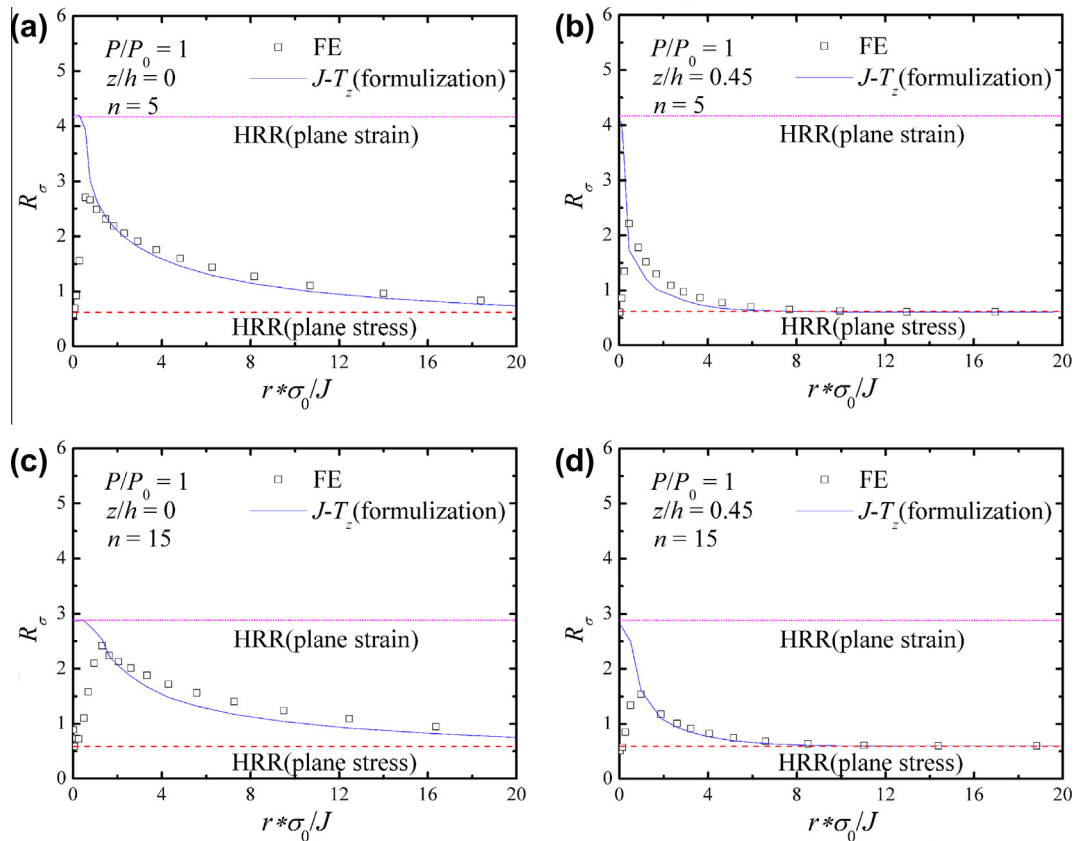 (a)
P/P0 = 1
z/h = 0
n = 5
FE
J-Tz(formulization)
HRR(plane strain)
HRR(plane stress)
Rσ
6
5
4
3
2
1
0
0 4 8 12 16 20
r*σ0/J
(b)
P/P0 = 1
z/h = 0.45
n = 5
FE
J-Tz(formulization)
HRR(plane strain)
HRR(plane stress)
Rσ
6
5
4
3
2
1
0
0 4 8 12 16 20
r*σ0/J
(c)
P/P0 = 1
z/h = 0
n = 15
FE
J-Tz(formulization)
HRR(plane strain)
HRR(plane stress)
Rσ
6
5
4
3
2
1
0
0 4 8 12 16 20
r*σ0/J
(d)
P/P0 = 1
z/h = 0.45
n = 15
FE
J-Tz(formulization)
HRR(plane strain)
HRR(plane stress)
Rσ
6
5
4
3
2
1
0
0 4 8 12 16 20
r*σ0/J